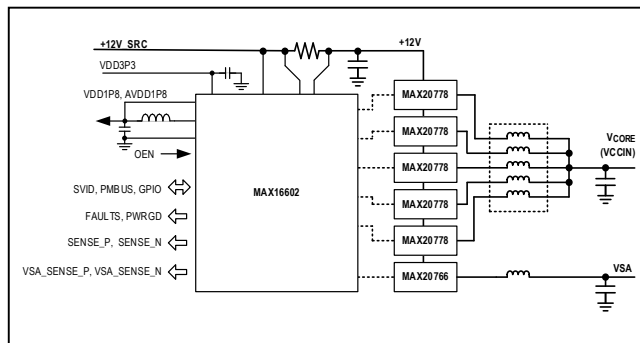 +12V_SRC
+12V
VDD3P3
VDD1P8, AVDD1P8
OEN
SVID, PMBUS, GPIO
FAULTS, PWRGD
SENSE_P, SENSE_N
VSA_SENSE_P, VSA_SENSE_N
MAX16602
MAX20778
MAX20778
MAX20778
MAX20778
MAX20778
MAX20766
VCORE
(VCCIN)
VSA